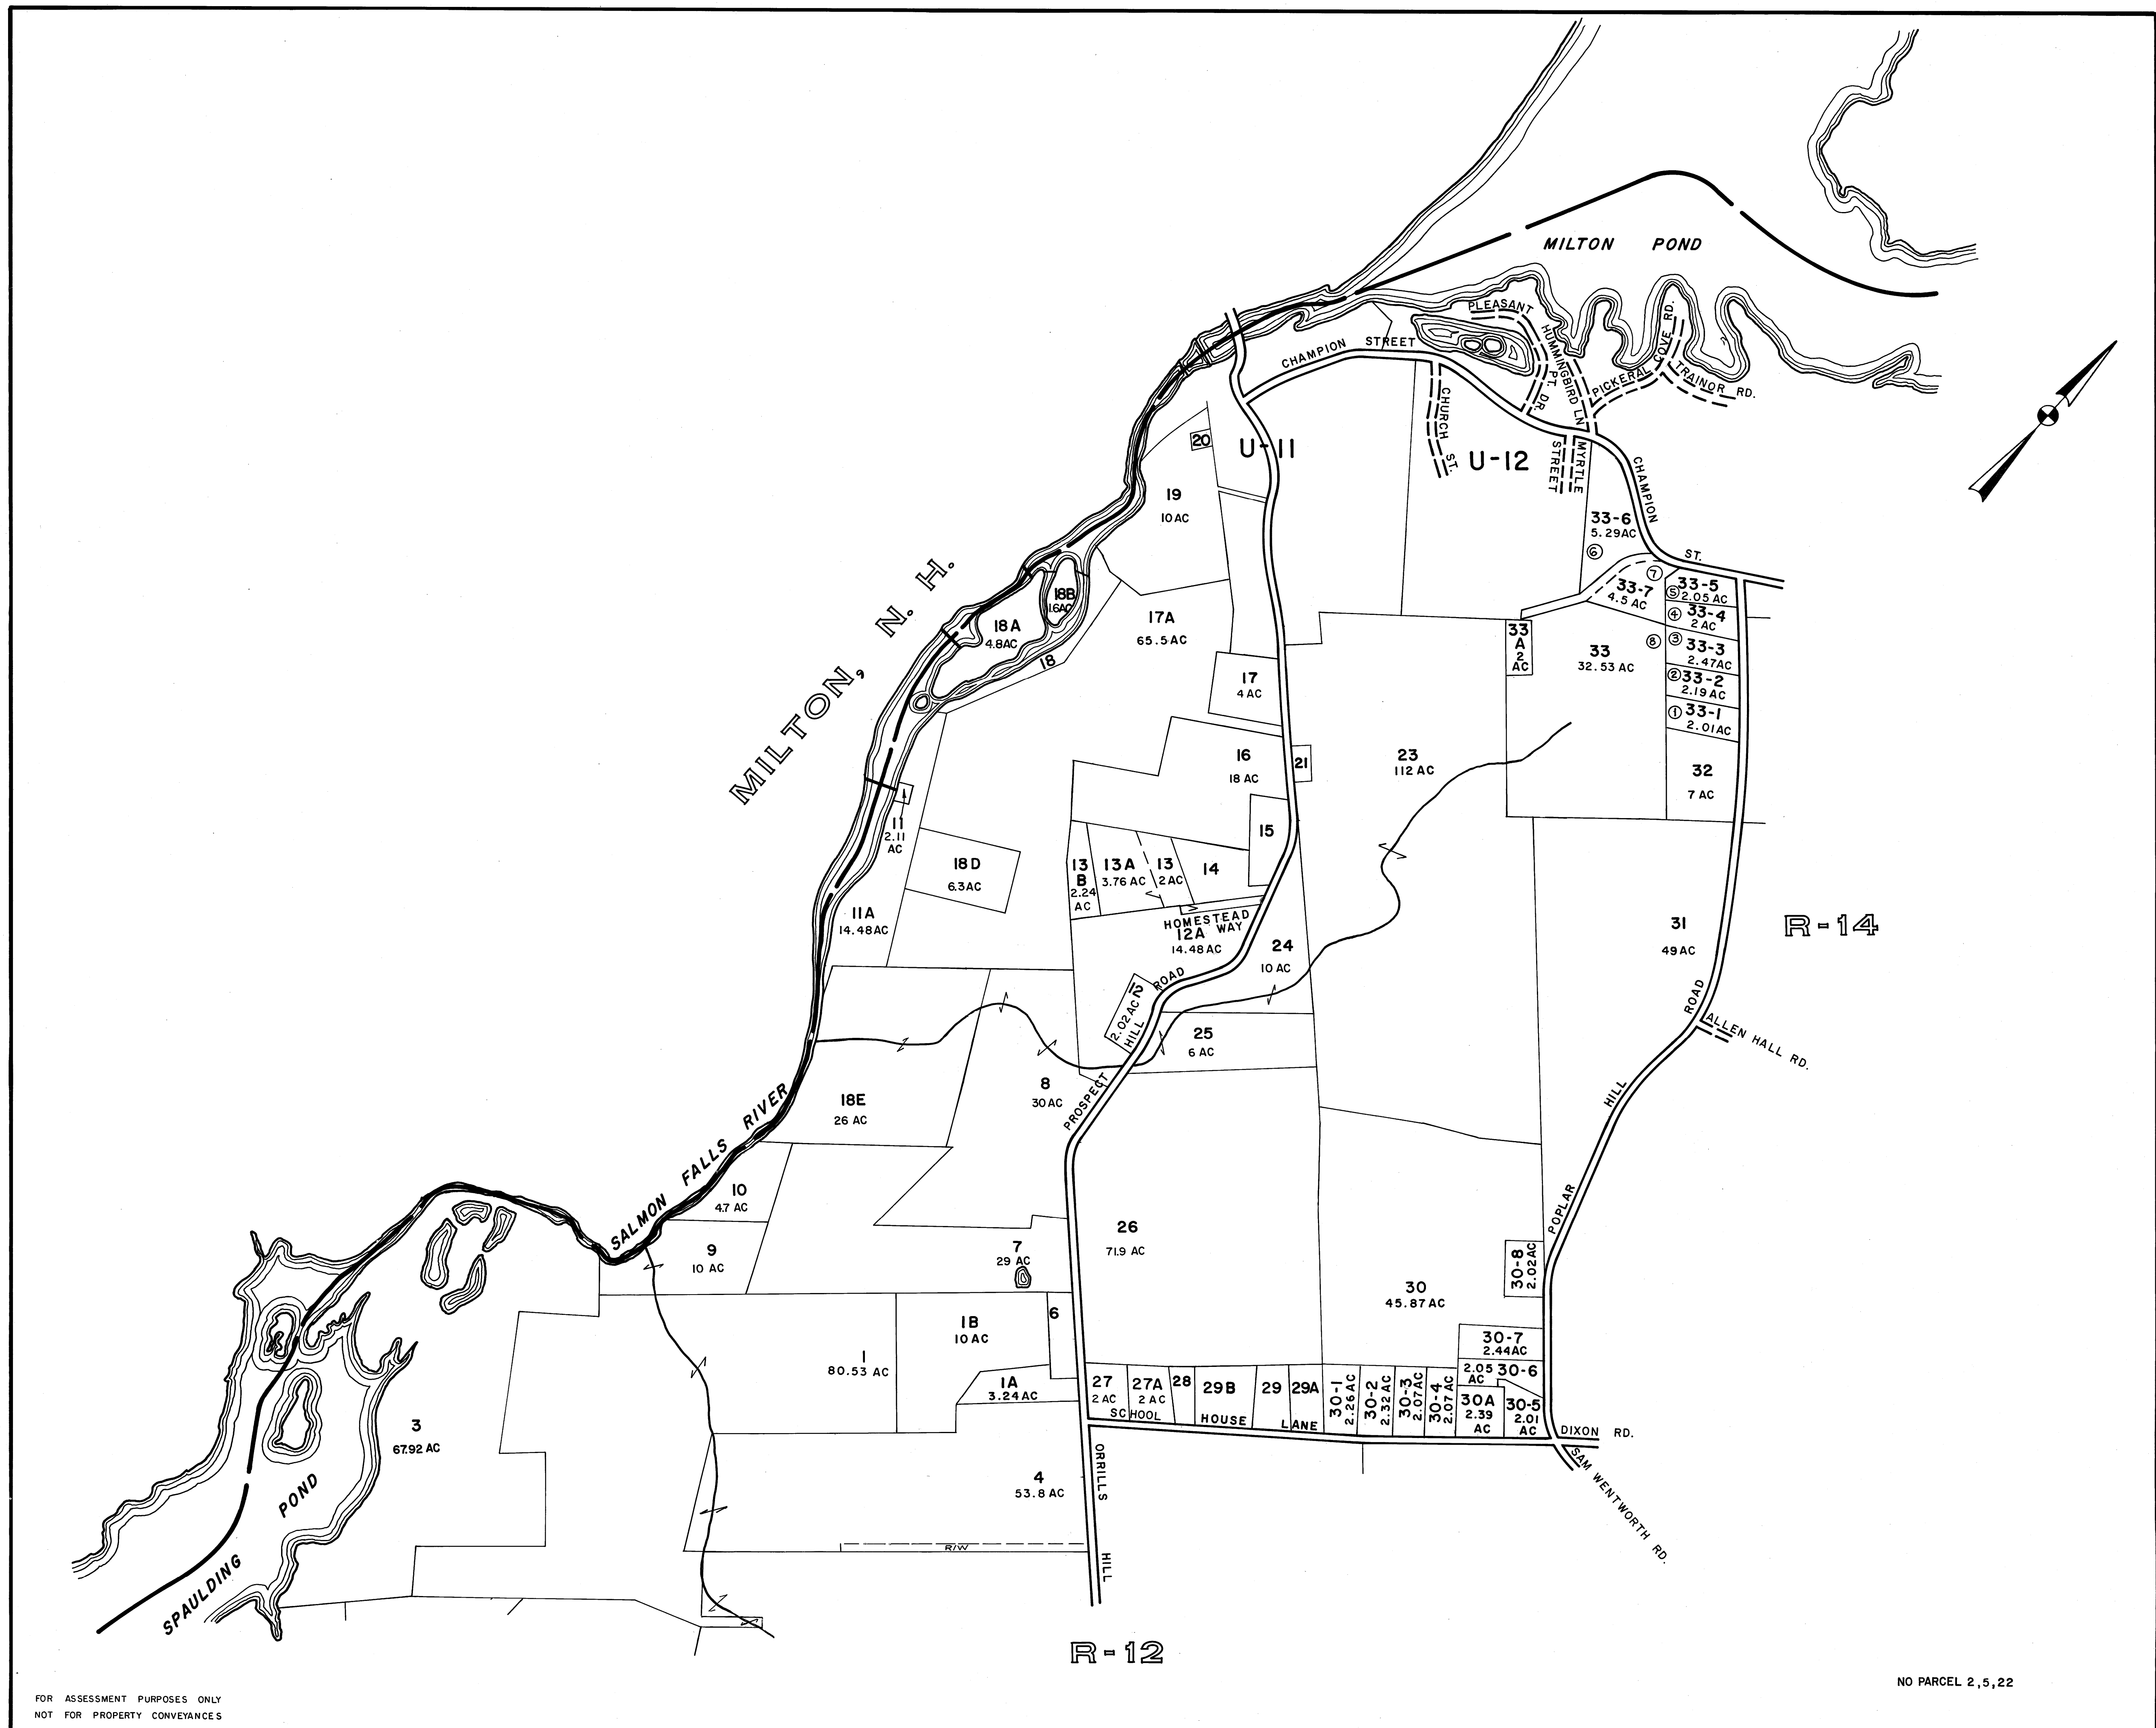 MILTON POND
PLEASANT
PT. DR.
HUMMINGBIRD LN
PICKERAL COVE RD.
TRAINOR RD.
CHAMPION STREET
CHURCH ST.
MYRTLE
STREET
U-11
U-12
CHAMPION
ST.
20
19
10 AC
33-6
5.29 AC
6
7
33-7
4.5 AC
33-5
5 2.05 AC
4 33-4
2 AC
3 33-3
2.47 AC
2 33-2
2.19 AC
1 33-1
2.01 AC
8
33
A
2
AC
33
32.53 AC
32
7 AC
MILTON, N. H.
18B
1.6AC
18A
4.8AC
18
17A
65.5 AC
17
4 AC
16
18 AC
21
23
112 AC
15
14
13
2 AC
13A
3.76 AC
13
B
2.24
AC
11
2.11
AC
18D
6.3AC
11A
14.48 AC
HOMESTEAD
WAY
12A
14.48 AC
24
10 AC
12
2.02 AC
PROSPECT HILL ROAD
25
6 AC
31
49 AC
R-14
ALLEN HALL RD.
POPLAR HILL ROAD
8
30 AC
18E
26 AC
SALMON FALLS RIVER
10
4.7 AC
9
10 AC
7
29 AC
26
71.9 AC
30
45.87 AC
30-8
2.02 AC
30-7
2.44 AC
2.05 30-6
AC
1B
10 AC
6
1
80.53 AC
1A
3.24 AC
27
2 AC
27A
2 AC
28
29B
29
29A
30-1
2.26 AC
30-2
2.32 AC
30-3
2.07 AC
30-4
2.07 AC
30A
2.39
AC
30-5
2.01
AC
SCHOOL HOUSE LANE
DIXON RD.
SAM WENTWORTH RD.
3
67.92 AC
4
53.8 AC
R/W
ORRILLS HILL
SPAULDING POND
R-12
NO PARCEL 2,5,22
FOR ASSESSMENT PURPOSES ONLY
NOT FOR PROPERTY CONVEYANCES